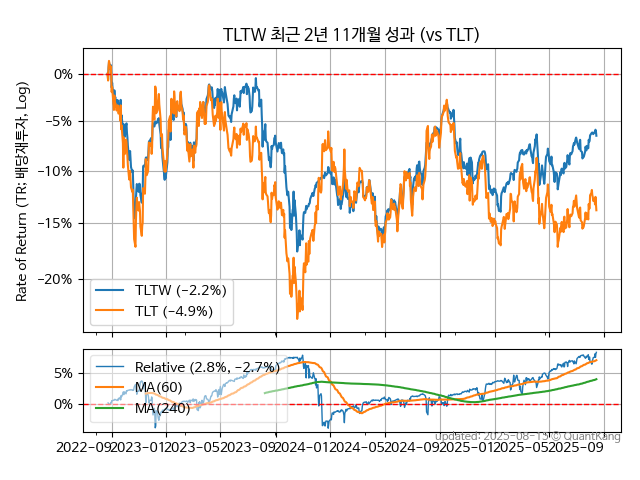 TLTW 최근 2년 11개월 성과 (vs TLT)
Rate of Return (TR: 배당재투자, Log)
0%
−5%
−10%
−15%
−20%
TLTW (−2.2%)
TLT (−4.9%)
5%
0%
Relative (2.8%, −2.7%)
MA(60)
MA(240)
updated: 2025-08-13 © QuantKang
2022-09 2023-01 2023-05 2023-09 2024-01 2024-05 2024-09 2025-01 2025-05 2025-09